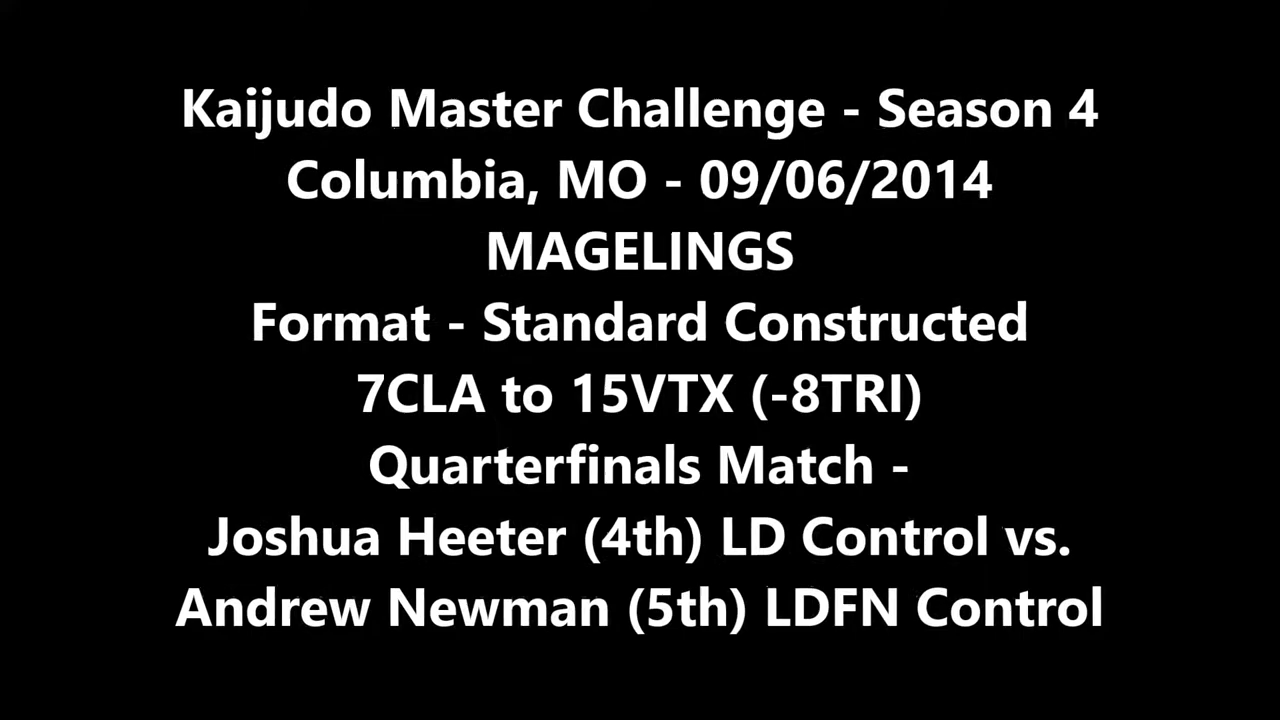 Kaijudo Master Challenge - Season 4
Columbia, MO - 09/06/2014
MAGELINGS
Format - Standard Constructed
7CLA to 15VTX (-8TRI)
Quarterfinals Match -
Joshua Heeter (4th) LD Control vs.
Andrew Newman (5th) LDFN Control